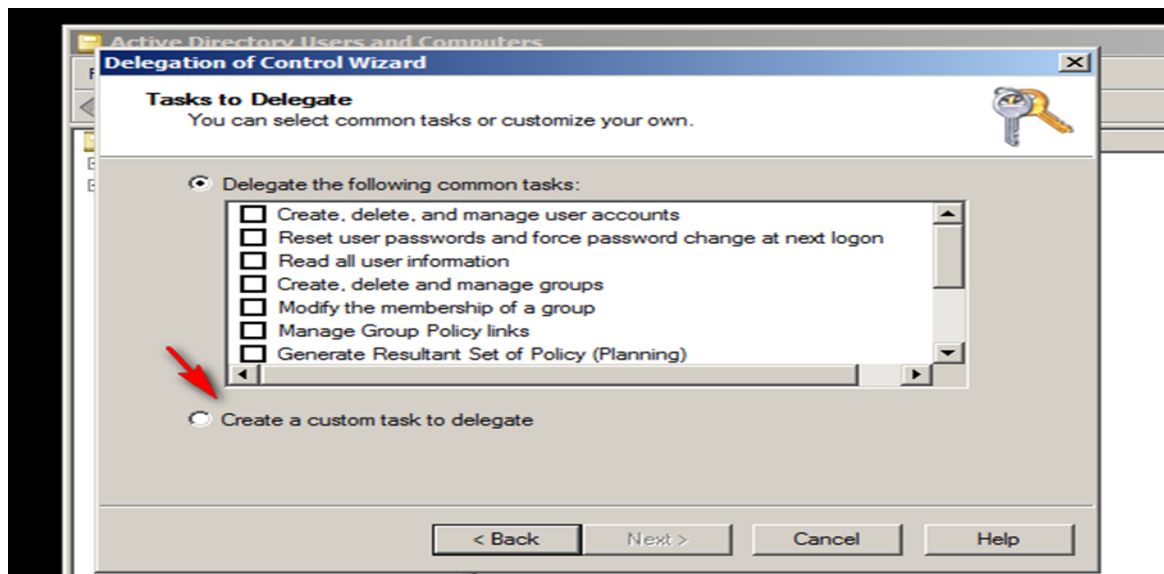 Active Directory Users and Computers
Delegation of Control Wizard
Tasks to Delegate
You can select common tasks or customize your own.
Delegate the following common tasks:
Create, delete, and manage user accounts
Reset user passwords and force password change at next logon
Read all user information
Create, delete and manage groups
Modify the membership of a group
Manage Group Policy links
Generate Resultant Set of Policy (Planning)
Create a custom task to delegate
< Back
Next >
Cancel
Help